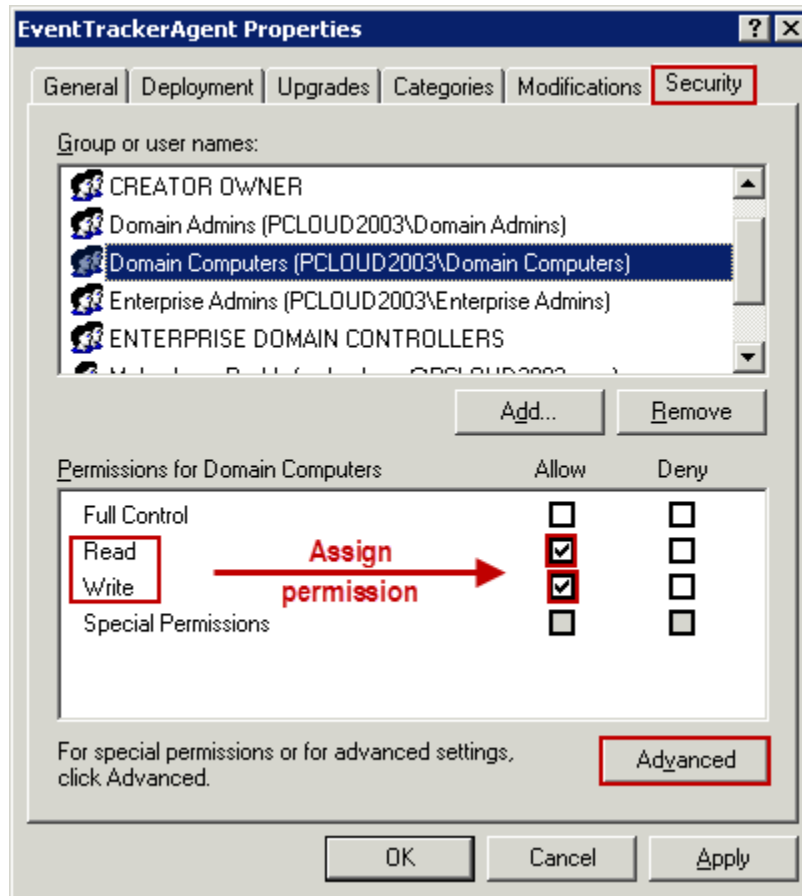 EventTrackerAgent Properties
General Deployment Upgrades Categories Modifications Security
Group or user names:
CREATOR OWNER
Domain Admins (PCLOUD2003\Domain Admins)
Domain Computers (PCLOUD2003\Domain Computers)
Enterprise Admins (PCLOUD2003\Enterprise Admins)
ENTERPRISE DOMAIN CONTROLLERS
Add... Remove
Permissions for Domain Computers Allow Deny
Full Control
Read
Write
Assign
permission
Special Permissions
For special permissions or for advanced settings,
click Advanced.
Advanced
OK Cancel Apply